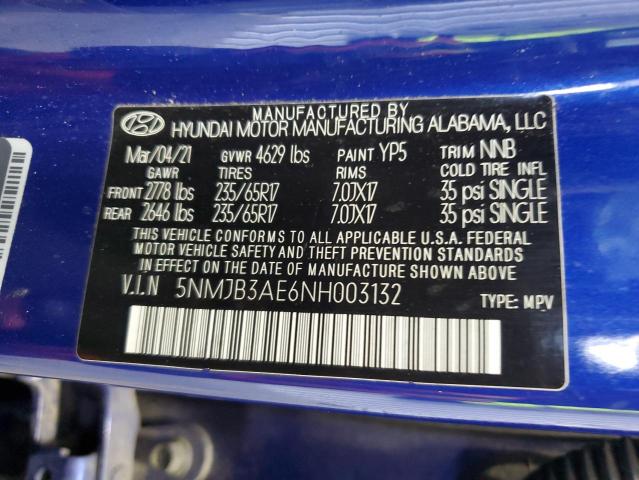 MANUFACTURED BY
HYUNDAI MOTOR MANUFACTURING ALABAMA, LLC
Mar/04/21 GVWR 4629 lbs PAINT YP5 TRIM NNB
GAWR TIRES RIMS COLD TIRE INFL
FRONT 2778 lbs 235/65R17 7.0JX17 35 psi SINGLE
REAR 2646 lbs 235/65R17 7.0JX17 35 psi SINGLE
THIS VEHICLE CONFORMS TO ALL APPLICABLE U.S.A. FEDERAL
MOTOR VEHICLE SAFETY AND THEFT PREVENTION STANDARDS
IN EFFECT ON THE DATE OF MANUFACTURE SHOWN ABOVE.
V.I.N 5NMJB3AE6NH003132 TYPE: MPV